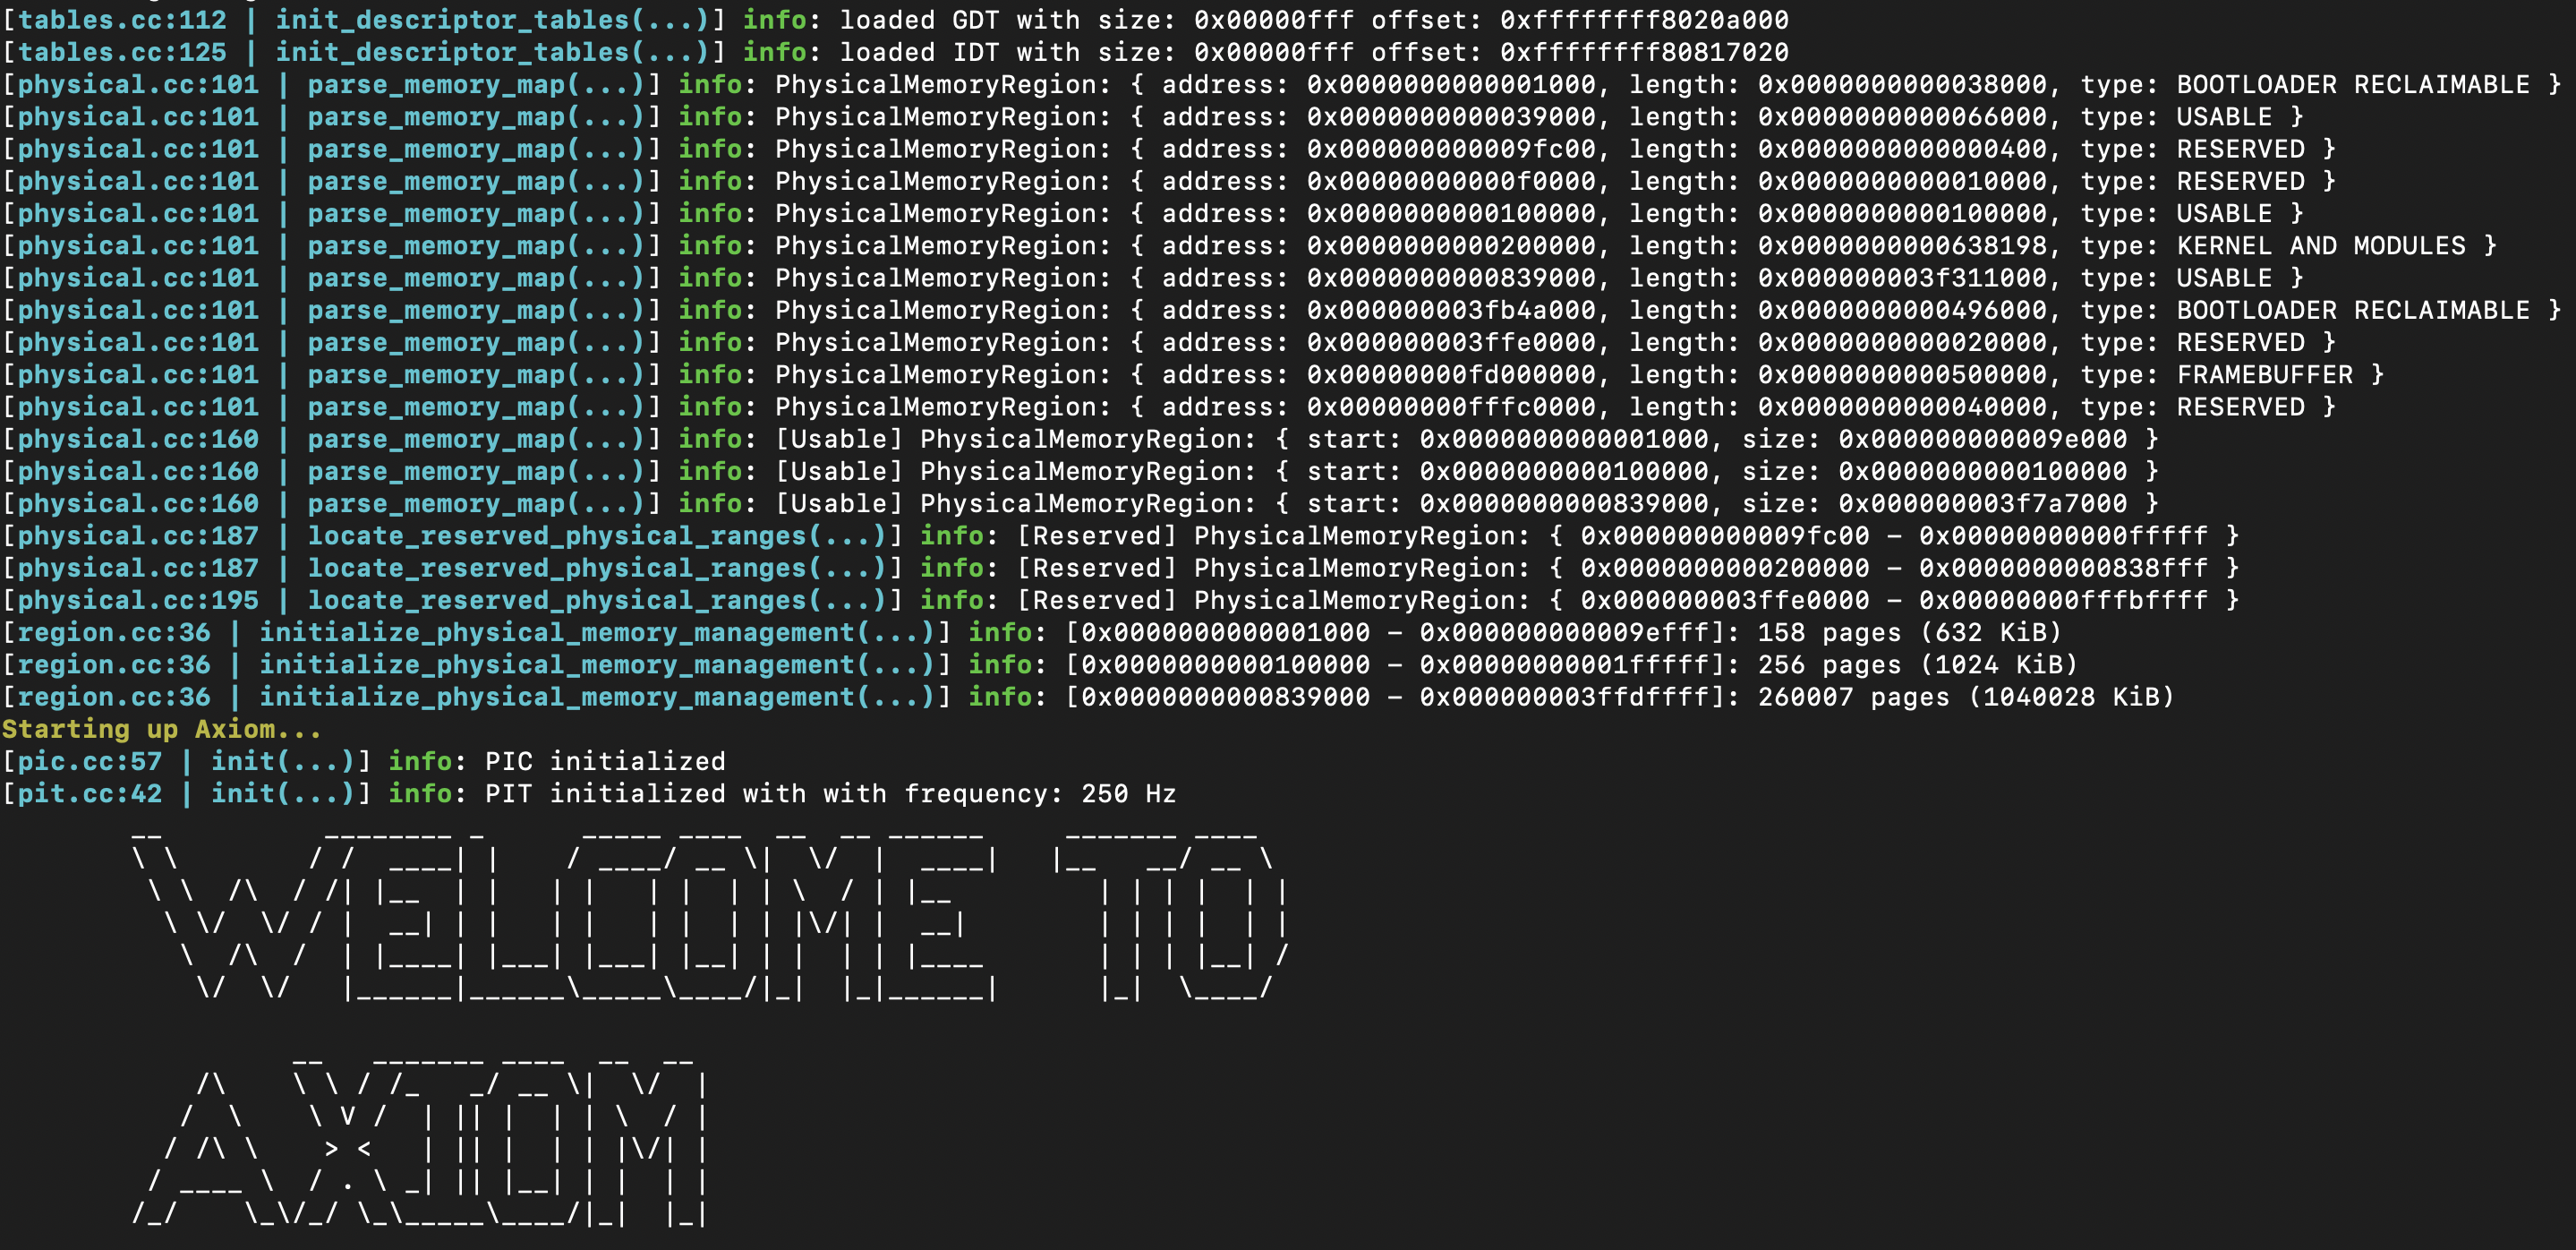 [tables.cc:112 | init_descriptor_tables(...)] info: loaded GDT with size: 0x00000fff offset: 0xffffffff8020a000
[tables.cc:125 | init_descriptor_tables(...)] info: loaded IDT with size: 0x00000fff offset: 0xffffffff80817020
[physical.cc:101 | parse_memory_map(...)] info: PhysicalMemoryRegion: { address: 0x0000000000001000, length: 0x0000000000038000, type: BOOTLOADER RECLAIMABLE }
[physical.cc:101 | parse_memory_map(...)] info: PhysicalMemoryRegion: { address: 0x0000000000039000, length: 0x0000000000066000, type: USABLE }
[physical.cc:101 | parse_memory_map(...)] info: PhysicalMemoryRegion: { address: 0x000000000009fc00, length: 0x0000000000000400, type: RESERVED }
[physical.cc:101 | parse_memory_map(...)] info: PhysicalMemoryRegion: { address: 0x00000000000f0000, length: 0x0000000000010000, type: RESERVED }
[physical.cc:101 | parse_memory_map(...)] info: PhysicalMemoryRegion: { address: 0x0000000000100000, length: 0x0000000000100000, type: USABLE }
[physical.cc:101 | parse_memory_map(...)] info: PhysicalMemoryRegion: { address: 0x0000000000200000, length: 0x0000000000638198, type: KERNEL AND MODULES }
[physical.cc:101 | parse_memory_map(...)] info: PhysicalMemoryRegion: { address: 0x0000000000839000, length: 0x000000003f311000, type: USABLE }
[physical.cc:101 | parse_memory_map(...)] info: PhysicalMemoryRegion: { address: 0x000000003fb4a000, length: 0x0000000000496000, type: BOOTLOADER RECLAIMABLE }
[physical.cc:101 | parse_memory_map(...)] info: PhysicalMemoryRegion: { address: 0x000000003ffe0000, length: 0x0000000000020000, type: RESERVED }
[physical.cc:101 | parse_memory_map(...)] info: PhysicalMemoryRegion: { address: 0x00000000fd000000, length: 0x0000000000500000, type: FRAMEBUFFER }
[physical.cc:101 | parse_memory_map(...)] info: PhysicalMemoryRegion: { address: 0x00000000fffc0000, length: 0x0000000000040000, type: RESERVED }
[physical.cc:160 | parse_memory_map(...)] info: [Usable] PhysicalMemoryRegion: { start: 0x0000000000001000, size: 0x000000000009e000 }
[physical.cc:160 | parse_memory_map(...)] info: [Usable] PhysicalMemoryRegion: { start: 0x0000000000100000, size: 0x0000000000100000 }
[physical.cc:160 | parse_memory_map(...)] info: [Usable] PhysicalMemoryRegion: { start: 0x0000000000839000, size: 0x000000003f7a7000 }
[physical.cc:187 | locate_reserved_physical_ranges(...)] info: [Reserved] PhysicalMemoryRegion: { 0x000000000009fc00 – 0x00000000000fffff }
[physical.cc:187 | locate_reserved_physical_ranges(...)] info: [Reserved] PhysicalMemoryRegion: { 0x0000000000200000 – 0x0000000000838fff }
[physical.cc:195 | locate_reserved_physical_ranges(...)] info: [Reserved] PhysicalMemoryRegion: { 0x000000003ffe0000 – 0x00000000fffbffff }
[region.cc:36 | initialize_physical_memory_management(...)] info: [0x0000000000001000 – 0x000000000009efff]: 158 pages (632 KiB)
[region.cc:36 | initialize_physical_memory_management(...)] info: [0x0000000000100000 – 0x00000000001fffff]: 256 pages (1024 KiB)
[region.cc:36 | initialize_physical_memory_management(...)] info: [0x0000000000839000 – 0x000000003ffdffff]: 260007 pages (1040028 KiB)
Starting up Axiom...
[pic.cc:57 | init(...)] info: PIC initialized
[pit.cc:42 | init(...)] info: PIT initialized with with frequency: 250 Hz
WELCOME TO
AXIOM